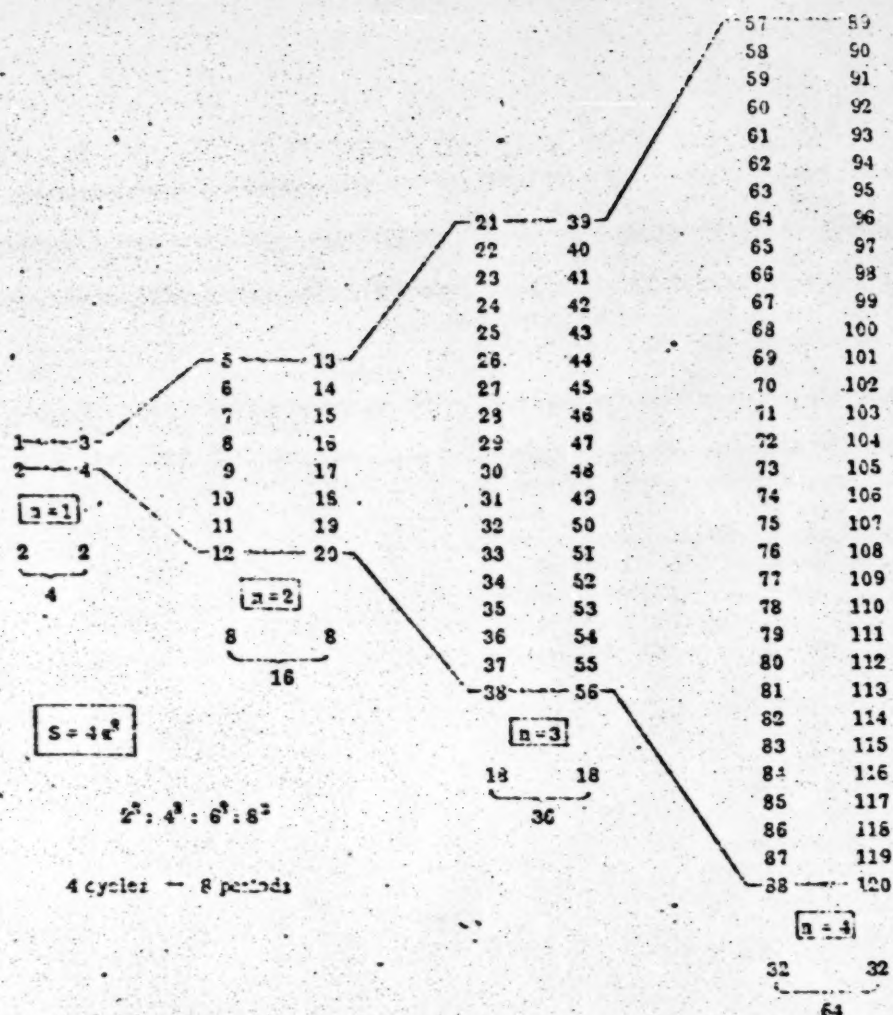 57 89
58 90
59 91
60 92
61 93
62 94
63 95
21 39 64 96
22 40 65 97
23 41 66 98
24 42 67 99
25 43 68 100
5 13 26 44 69 101
6 14 27 45 70 102
7 15 28 46 71 103
1 3 8 16 29 47 72 104
2 4 9 17 30 48 73 105
10 18 31 49 74 106
n=1
11 19 32 50 75 107
2 2 12 20 33 51 76 108
34 52 77 109
4 n=2
35 53 78 110
8 8 36 54 79 111
37 55 80 112
16
38 56 81 113
S = 4n² 82 114
n=3
83 115
18 18 84 116
85 117
2² : 4² : 6² : 8² 36
86 118
87 119
4 cycles — 8 periods 88 120
n = 4
32 32
64